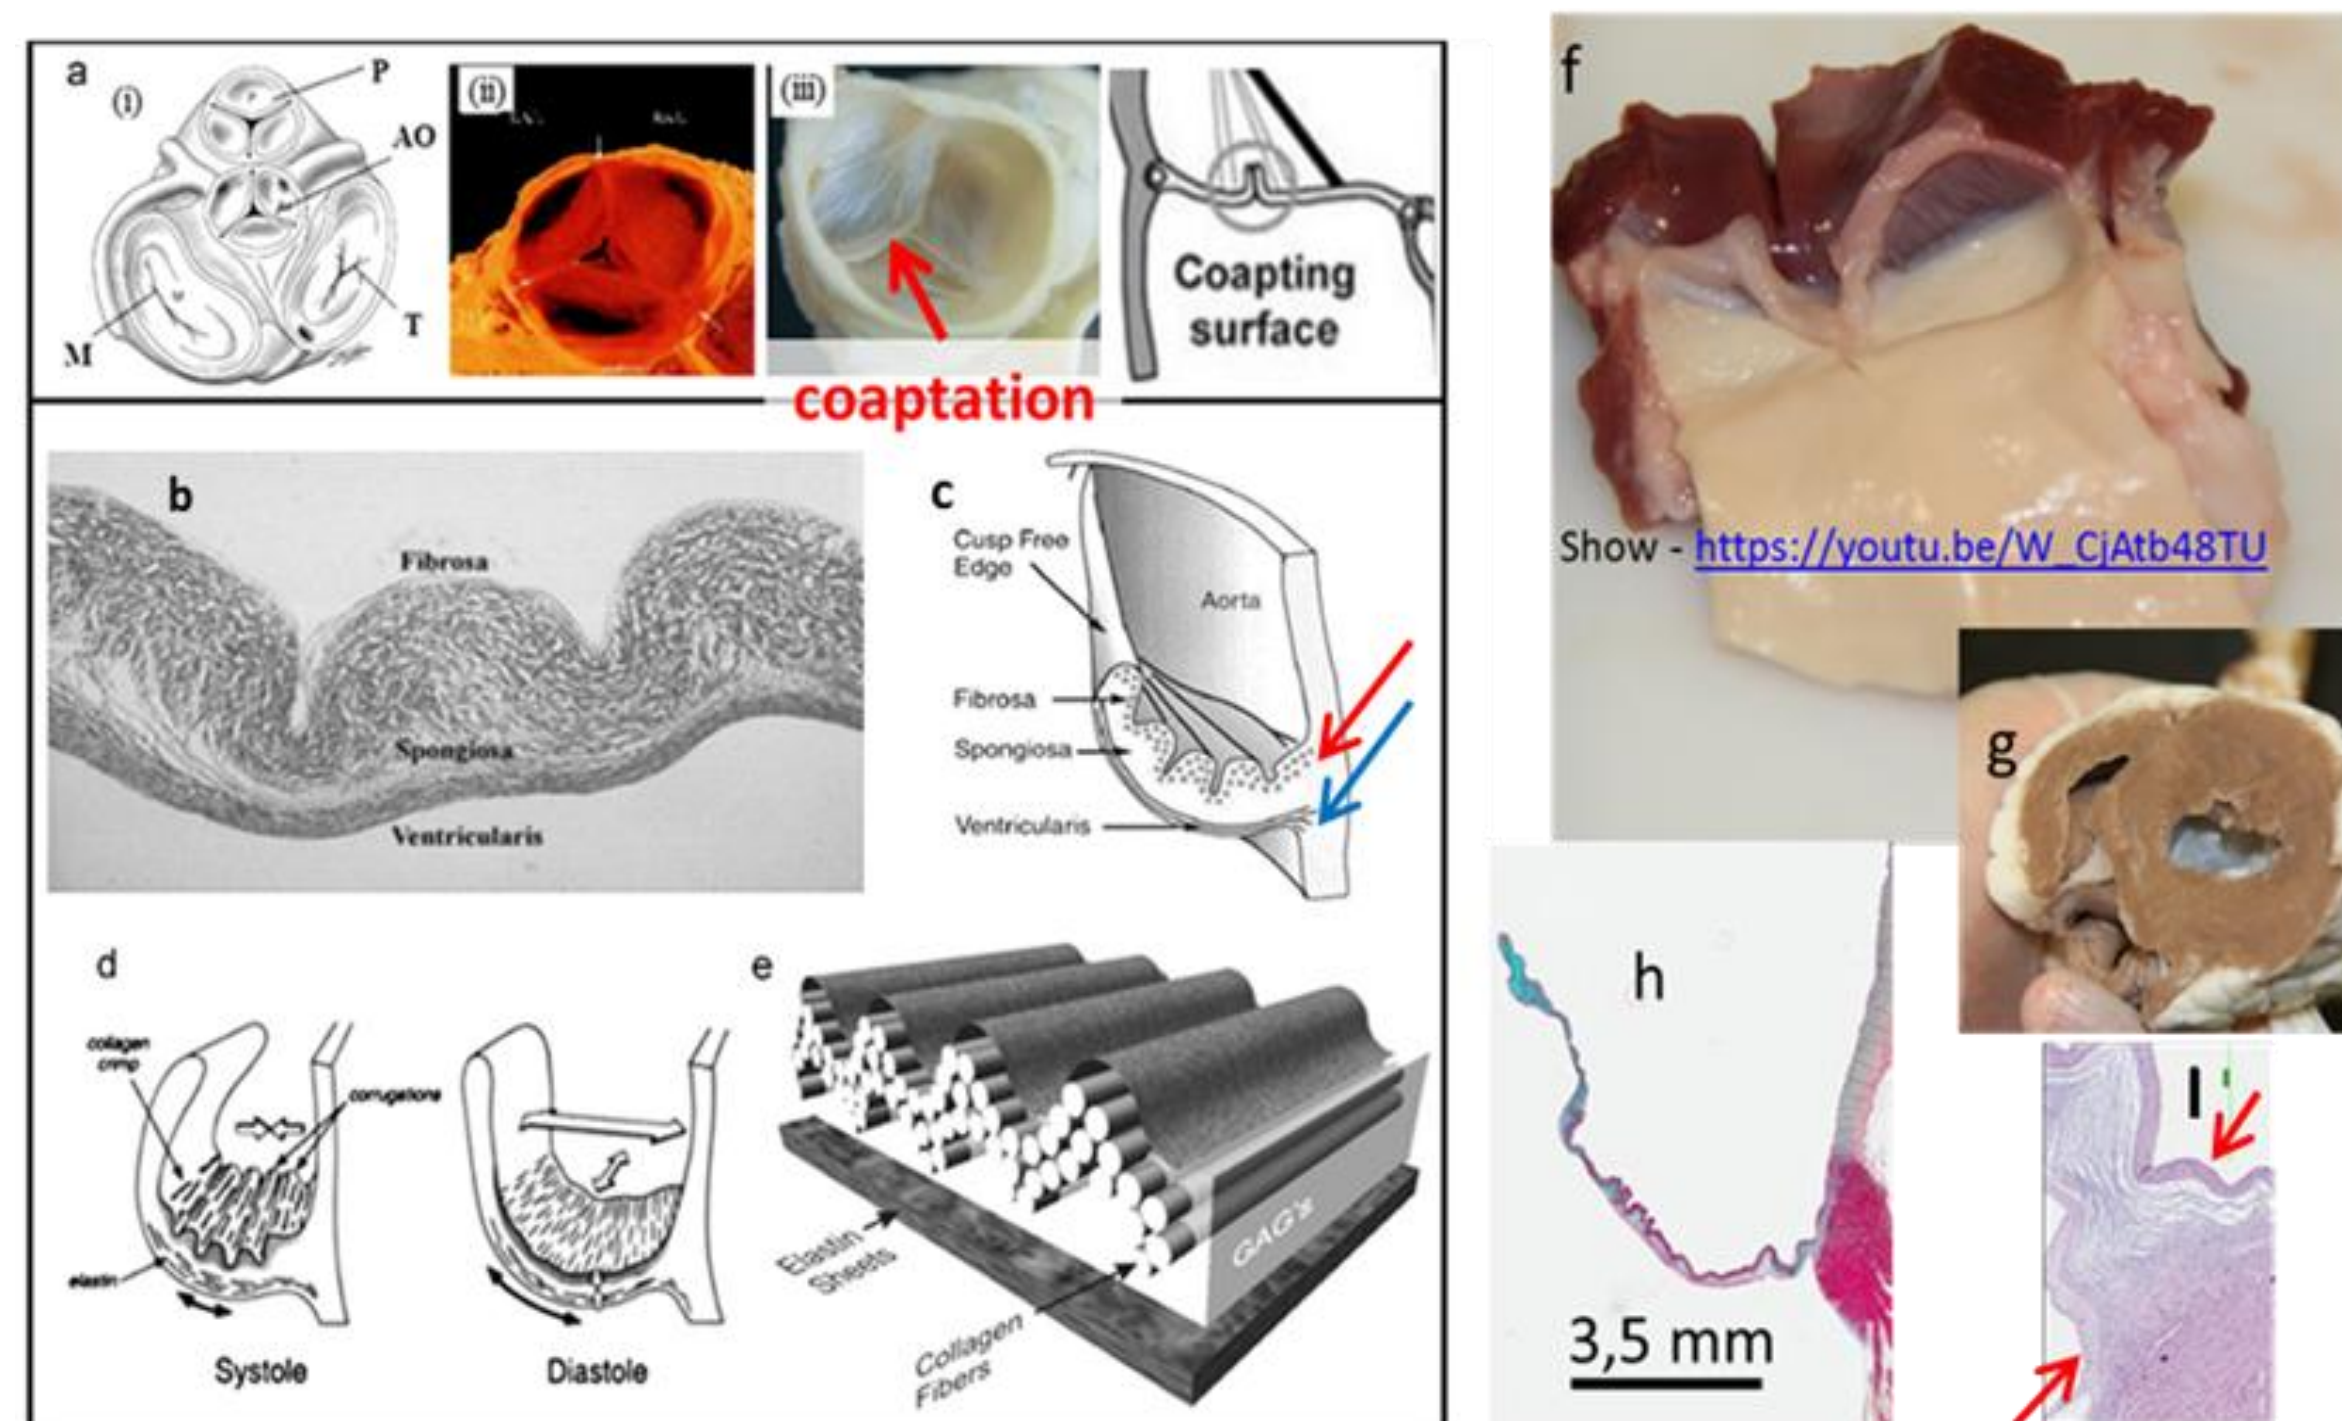 a
(i)
P
AO
M
T
(ii)
(iii)
Coapting
surface
coaptation
b
Fibrosa
Spongiosa
Ventricularis
c
Cusp Free
Edge
Aorta
Fibrosa
Spongiosa
Ventricularis
d
collagen
crimp
corrugations
elastin
Systole
Diastole
e
Elastin
Sheets
Collagen
Fibers
GAG's
f
Show - https://youtu.be/W_CjAtb48TU
g
h
3,5 mm
I